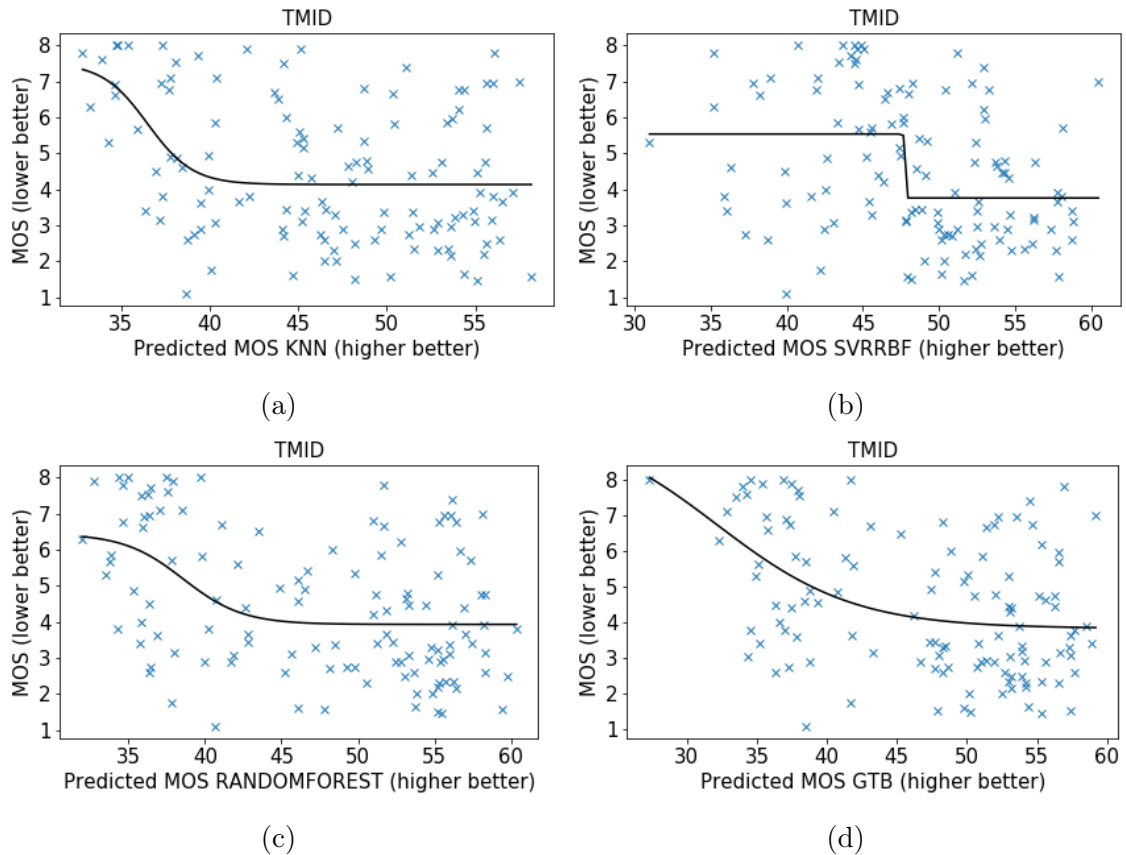 TMID
MOS (lower better)
8
7
6
5
4
3
2
1
35 40 45 50 55
Predicted MOS KNN (higher better)
(a)
TMID
MOS (lower better)
8
7
6
5
4
3
2
1
30 35 40 45 50 55 60
Predicted MOS SVRRBF (higher better)
(b)
TMID
MOS (lower better)
8
7
6
5
4
3
2
1
35 40 45 50 55 60
Predicted MOS RANDOMFOREST (higher better)
(c)
TMID
MOS (lower better)
8
7
6
5
4
3
2
1
30 35 40 45 50 55 60
Predicted MOS GTB (higher better)
(d)